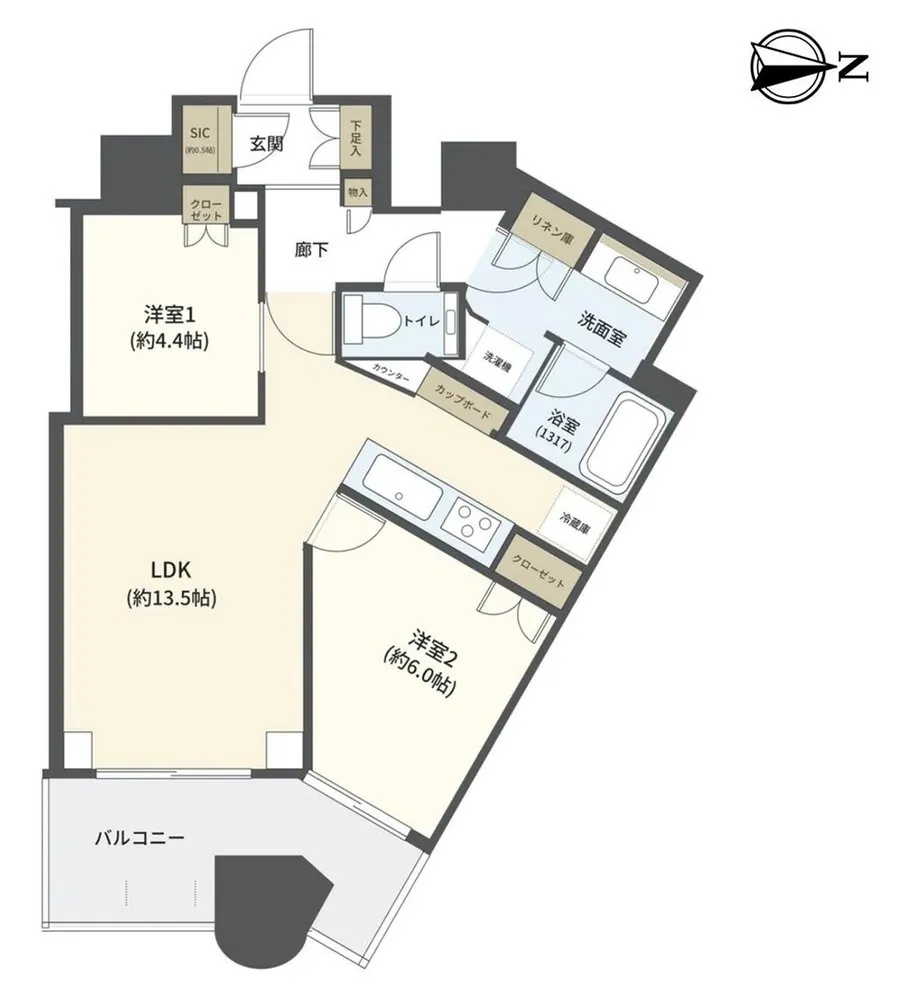 N
SIC
(約0.5帖)
玄関
下足入
クロー
ゼット
物入
廊下
リネン庫
洋室1
(約4.4帖)
トイレ
洗面室
洗濯機
カウンター
カップボード
浴室
(1317)
冷蔵庫
クローゼット
LDK
(約13.5帖)
洋室2
(約6.0帖)
バルコニー